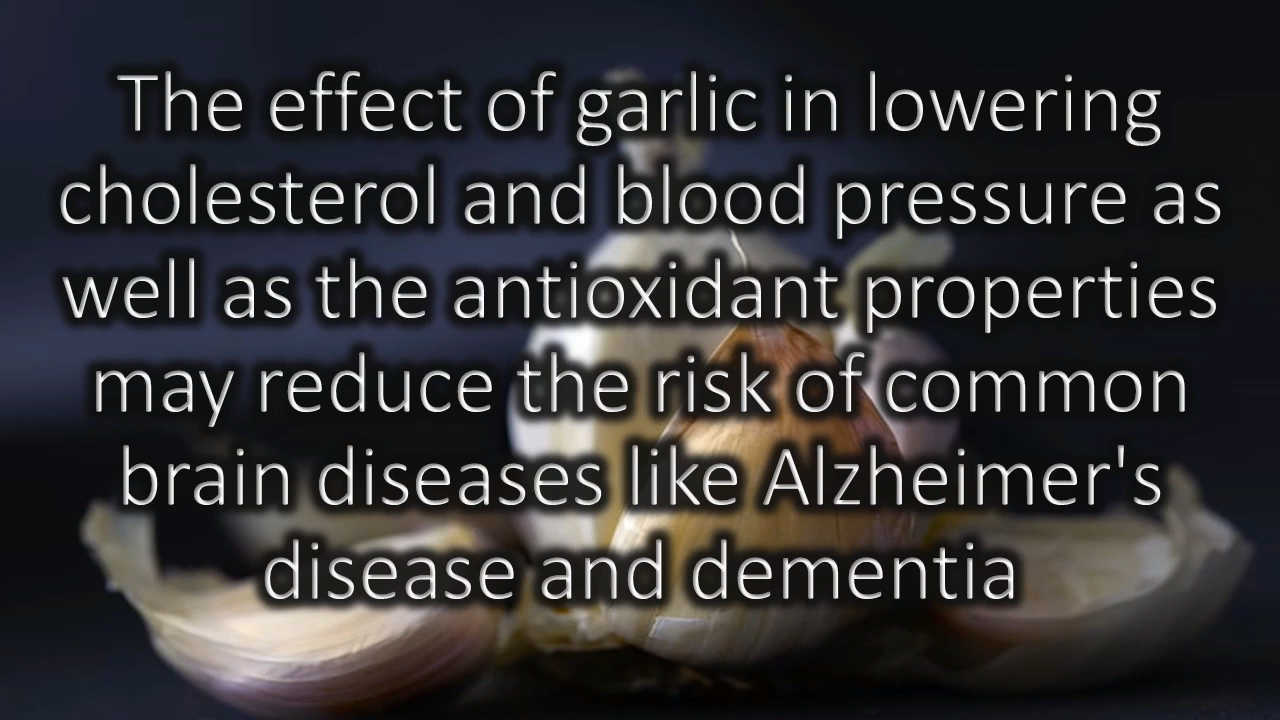 The effect of garlic in lowering
cholesterol and blood pressure as
well as the antioxidant properties
may reduce the risk of common
brain diseases like Alzheimer's
disease and dementia